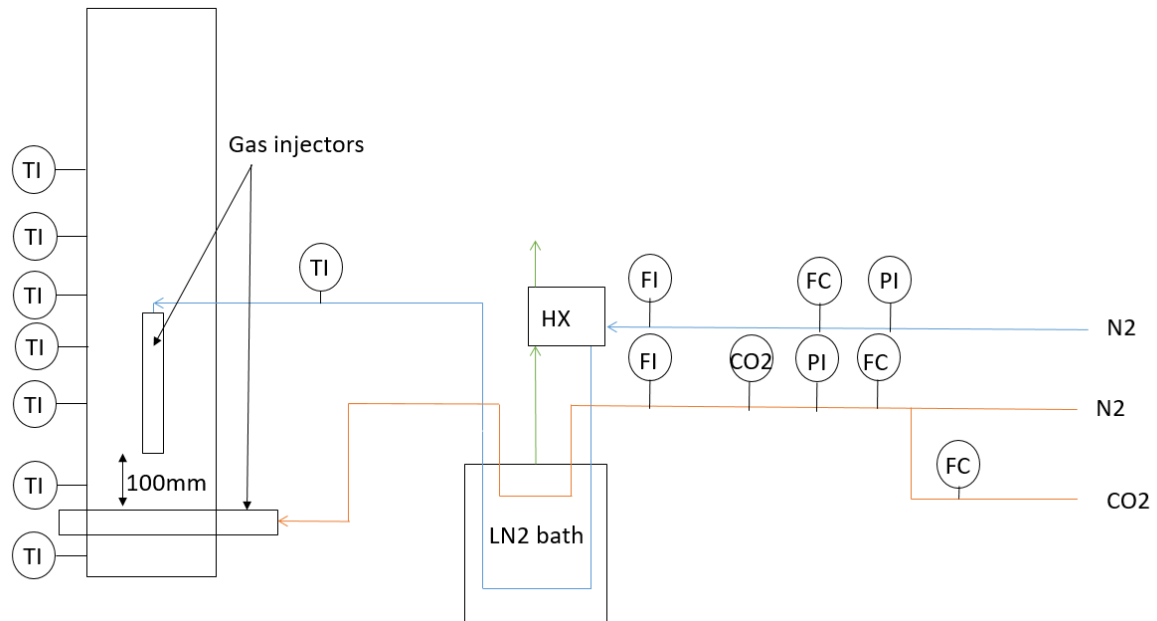 Gas injectors
TI
TI
TI
FI
FC
PI
TI
HX
N2
TI
FI
CO2
PI
FC
TI
N2
FC
TI
100mm
CO2
LN2 bath
TI